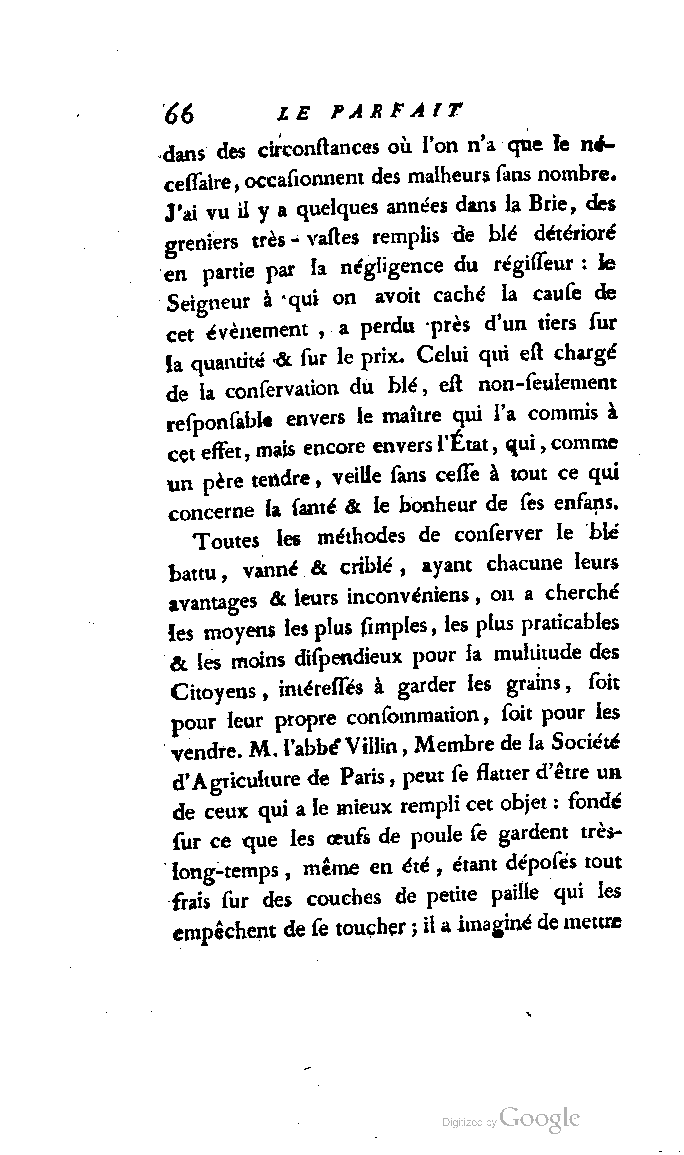 66 LE PARFAIT
dans des circonſtances où l'on n'a que le né-
ceſſaire, occaſionnent des malheurs ſans nombre.
J'ai vu il y a quelques années dans la Brie, des
greniers très-vaſtes remplis de blé détérioré
en partie par la négligence du régiſſeur : le
Seigneur à qui on avoit caché la cauſe de
cet évènement, a perdu près d'un tiers ſur
la quantité & ſur le prix. Celui qui eſt chargé
de la conſervation du blé, eſt non-ſeulement
reſponſable envers le maître qui l'a commis à
cet effet, mais encore envers l'État, qui, comme
un père tendre, veille ſans ceſſe à tout ce qui
concerne la ſanté & le bonheur de ſes enfans.
Toutes les méthodes de conſerver le blé
battu, vanné & criblé, ayant chacune leurs
avantages & leurs inconvéniens, on a cherché
les moyens les plus ſimples, les plus praticables
& les moins diſpendieux pour la multitude des
Citoyens, intéreſſés à garder les grains, ſoit
pour leur propre conſommation, ſoit pour les
vendre. M. l'abbé Villin, Membre de la Société
d'Agriculture de Paris, peut ſe flatter d'être un
de ceux qui a le mieux rempli cet objet : fondé
ſur ce que les œufs de poule ſe gardent très-
long-temps, même en été, étant dépoſés tout
frais ſur des couches de petite paille qui les
empêchent de ſe toucher ; il a imaginé de mettre
Digitized by Google